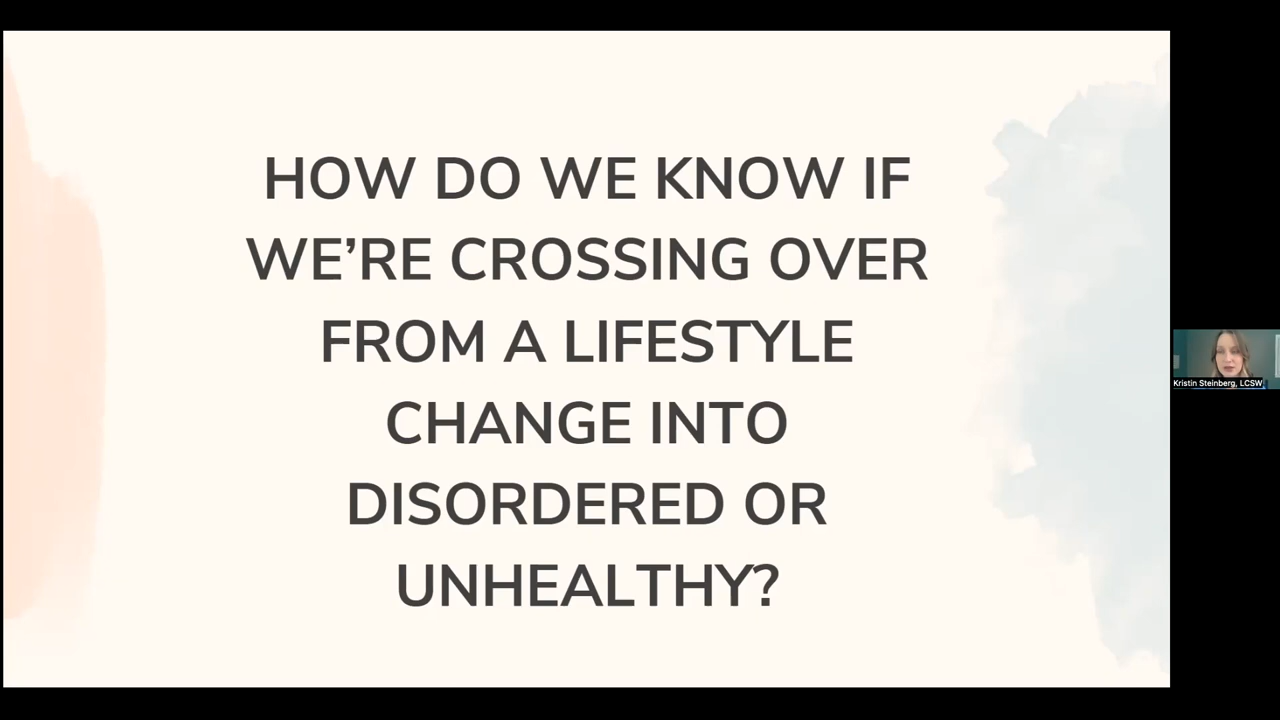 HOW DO WE KNOW IF
WE’RE CROSSING OVER
FROM A LIFESTYLE
CHANGE INTO
DISORDERED OR
UNHEALTHY?
Kristin Steinberg, LCSW